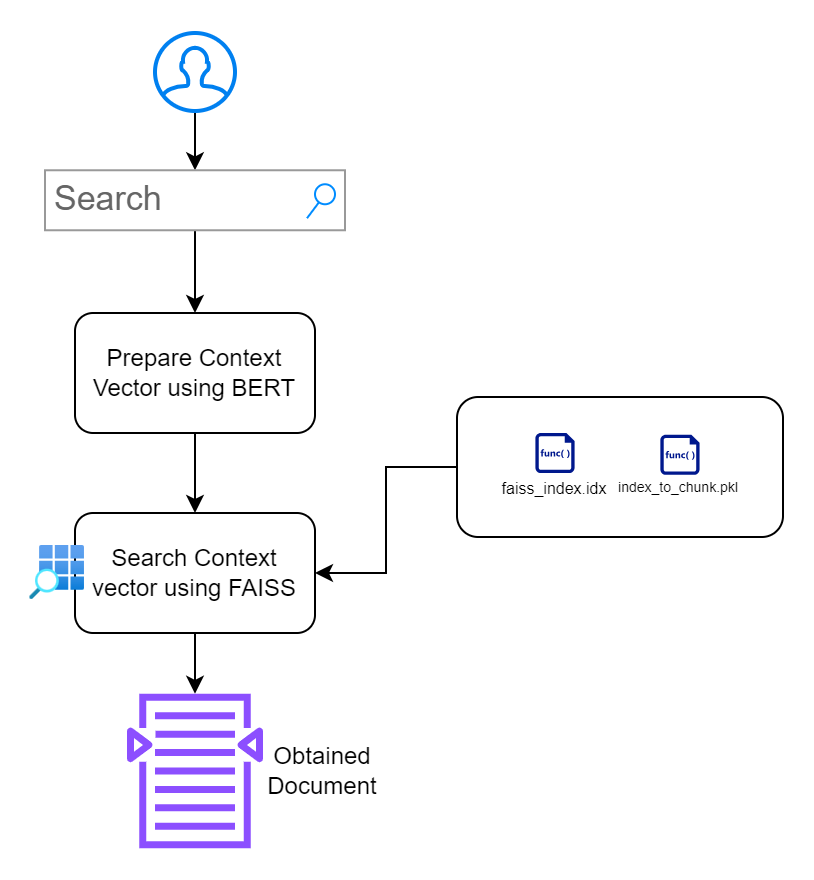 Search
Prepare Context
Vector using BERT
func( )
func( )
faiss_index.idx
index_to_chunk.pkl
Search Context
vector using FAISS
Obtained
Document